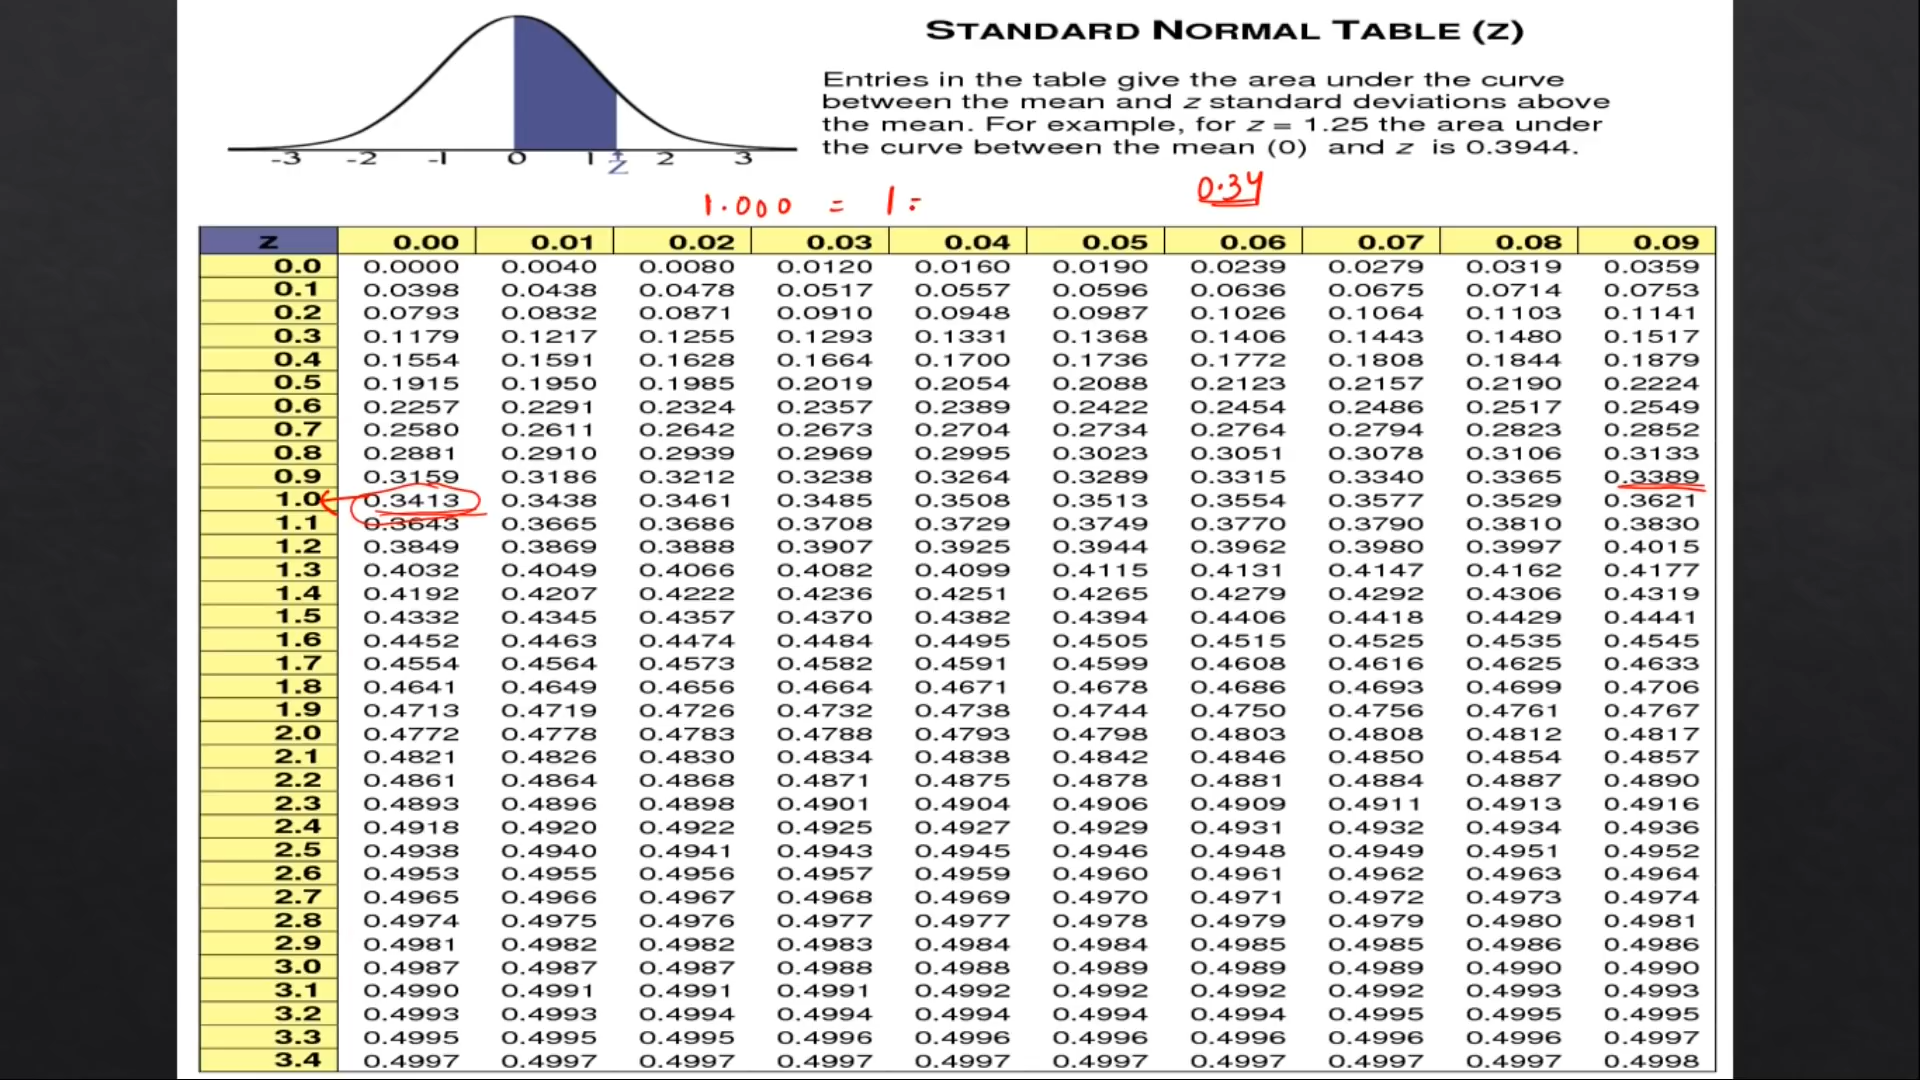 STANDARD NORMAL TABLE (Z)
Entries in the table give the area under the curve
between the mean and z standard deviations above
the mean. For example, for z = 1.25 the area under
the curve between the mean (0) and z is 0.3944.
-3 -2 -1 0 1 Z 2 3
0.34
1.000 = 1 :
z 0.00 0.01 0.02 0.03 0.04 0.05 0.06 0.07 0.08 0.09
0.0 0.0000 0.0040 0.0080 0.0120 0.0160 0.0190 0.0239 0.0279 0.0319 0.0359
0.1 0.0398 0.0438 0.0478 0.0517 0.0557 0.0596 0.0636 0.0675 0.0714 0.0753
0.2 0.0793 0.0832 0.0871 0.0910 0.0948 0.0987 0.1026 0.1064 0.1103 0.1141
0.3 0.1179 0.1217 0.1255 0.1293 0.1331 0.1368 0.1406 0.1443 0.1480 0.1517
0.4 0.1554 0.1591 0.1628 0.1664 0.1700 0.1736 0.1772 0.1808 0.1844 0.1879
0.5 0.1915 0.1950 0.1985 0.2019 0.2054 0.2088 0.2123 0.2157 0.2190 0.2224
0.6 0.2257 0.2291 0.2324 0.2357 0.2389 0.2422 0.2454 0.2486 0.2517 0.2549
0.7 0.2580 0.2611 0.2642 0.2673 0.2704 0.2734 0.2764 0.2794 0.2823 0.2852
0.8 0.2881 0.2910 0.2939 0.2969 0.2995 0.3023 0.3051 0.3078 0.3106 0.3133
0.9 0.3159 0.3186 0.3212 0.3238 0.3264 0.3289 0.3315 0.3340 0.3365 0.3389
1.0 0.3413 0.3438 0.3461 0.3485 0.3508 0.3513 0.3554 0.3577 0.3529 0.3621
1.1 0.3643 0.3665 0.3686 0.3708 0.3729 0.3749 0.3770 0.3790 0.3810 0.3830
1.2 0.3849 0.3869 0.3888 0.3907 0.3925 0.3944 0.3962 0.3980 0.3997 0.4015
1.3 0.4032 0.4049 0.4066 0.4082 0.4099 0.4115 0.4131 0.4147 0.4162 0.4177
1.4 0.4192 0.4207 0.4222 0.4236 0.4251 0.4265 0.4279 0.4292 0.4306 0.4319
1.5 0.4332 0.4345 0.4357 0.4370 0.4382 0.4394 0.4406 0.4418 0.4429 0.4441
1.6 0.4452 0.4463 0.4474 0.4484 0.4495 0.4505 0.4515 0.4525 0.4535 0.4545
1.7 0.4554 0.4564 0.4573 0.4582 0.4591 0.4599 0.4608 0.4616 0.4625 0.4633
1.8 0.4641 0.4649 0.4656 0.4664 0.4671 0.4678 0.4686 0.4693 0.4699 0.4706
1.9 0.4713 0.4719 0.4726 0.4732 0.4738 0.4744 0.4750 0.4756 0.4761 0.4767
2.0 0.4772 0.4778 0.4783 0.4788 0.4793 0.4798 0.4803 0.4808 0.4812 0.4817
2.1 0.4821 0.4826 0.4830 0.4834 0.4838 0.4842 0.4846 0.4850 0.4854 0.4857
2.2 0.4861 0.4864 0.4868 0.4871 0.4875 0.4878 0.4881 0.4884 0.4887 0.4890
2.3 0.4893 0.4896 0.4898 0.4901 0.4904 0.4906 0.4909 0.4911 0.4913 0.4916
2.4 0.4918 0.4920 0.4922 0.4925 0.4927 0.4929 0.4931 0.4932 0.4934 0.4936
2.5 0.4938 0.4940 0.4941 0.4943 0.4945 0.4946 0.4948 0.4949 0.4951 0.4952
2.6 0.4953 0.4955 0.4956 0.4957 0.4959 0.4960 0.4961 0.4962 0.4963 0.4964
2.7 0.4965 0.4966 0.4967 0.4968 0.4969 0.4970 0.4971 0.4972 0.4973 0.4974
2.8 0.4974 0.4975 0.4976 0.4977 0.4977 0.4978 0.4979 0.4979 0.4980 0.4981
2.9 0.4981 0.4982 0.4982 0.4983 0.4984 0.4984 0.4985 0.4985 0.4986 0.4986
3.0 0.4987 0.4987 0.4987 0.4988 0.4988 0.4989 0.4989 0.4989 0.4990 0.4990
3.1 0.4990 0.4991 0.4991 0.4991 0.4992 0.4992 0.4992 0.4992 0.4993 0.4993
3.2 0.4993 0.4993 0.4994 0.4994 0.4994 0.4994 0.4994 0.4995 0.4995 0.4995
3.3 0.4995 0.4995 0.4995 0.4996 0.4996 0.4996 0.4996 0.4996 0.4996 0.4997
3.4 0.4997 0.4997 0.4997 0.4997 0.4997 0.4997 0.4997 0.4997 0.4997 0.4998